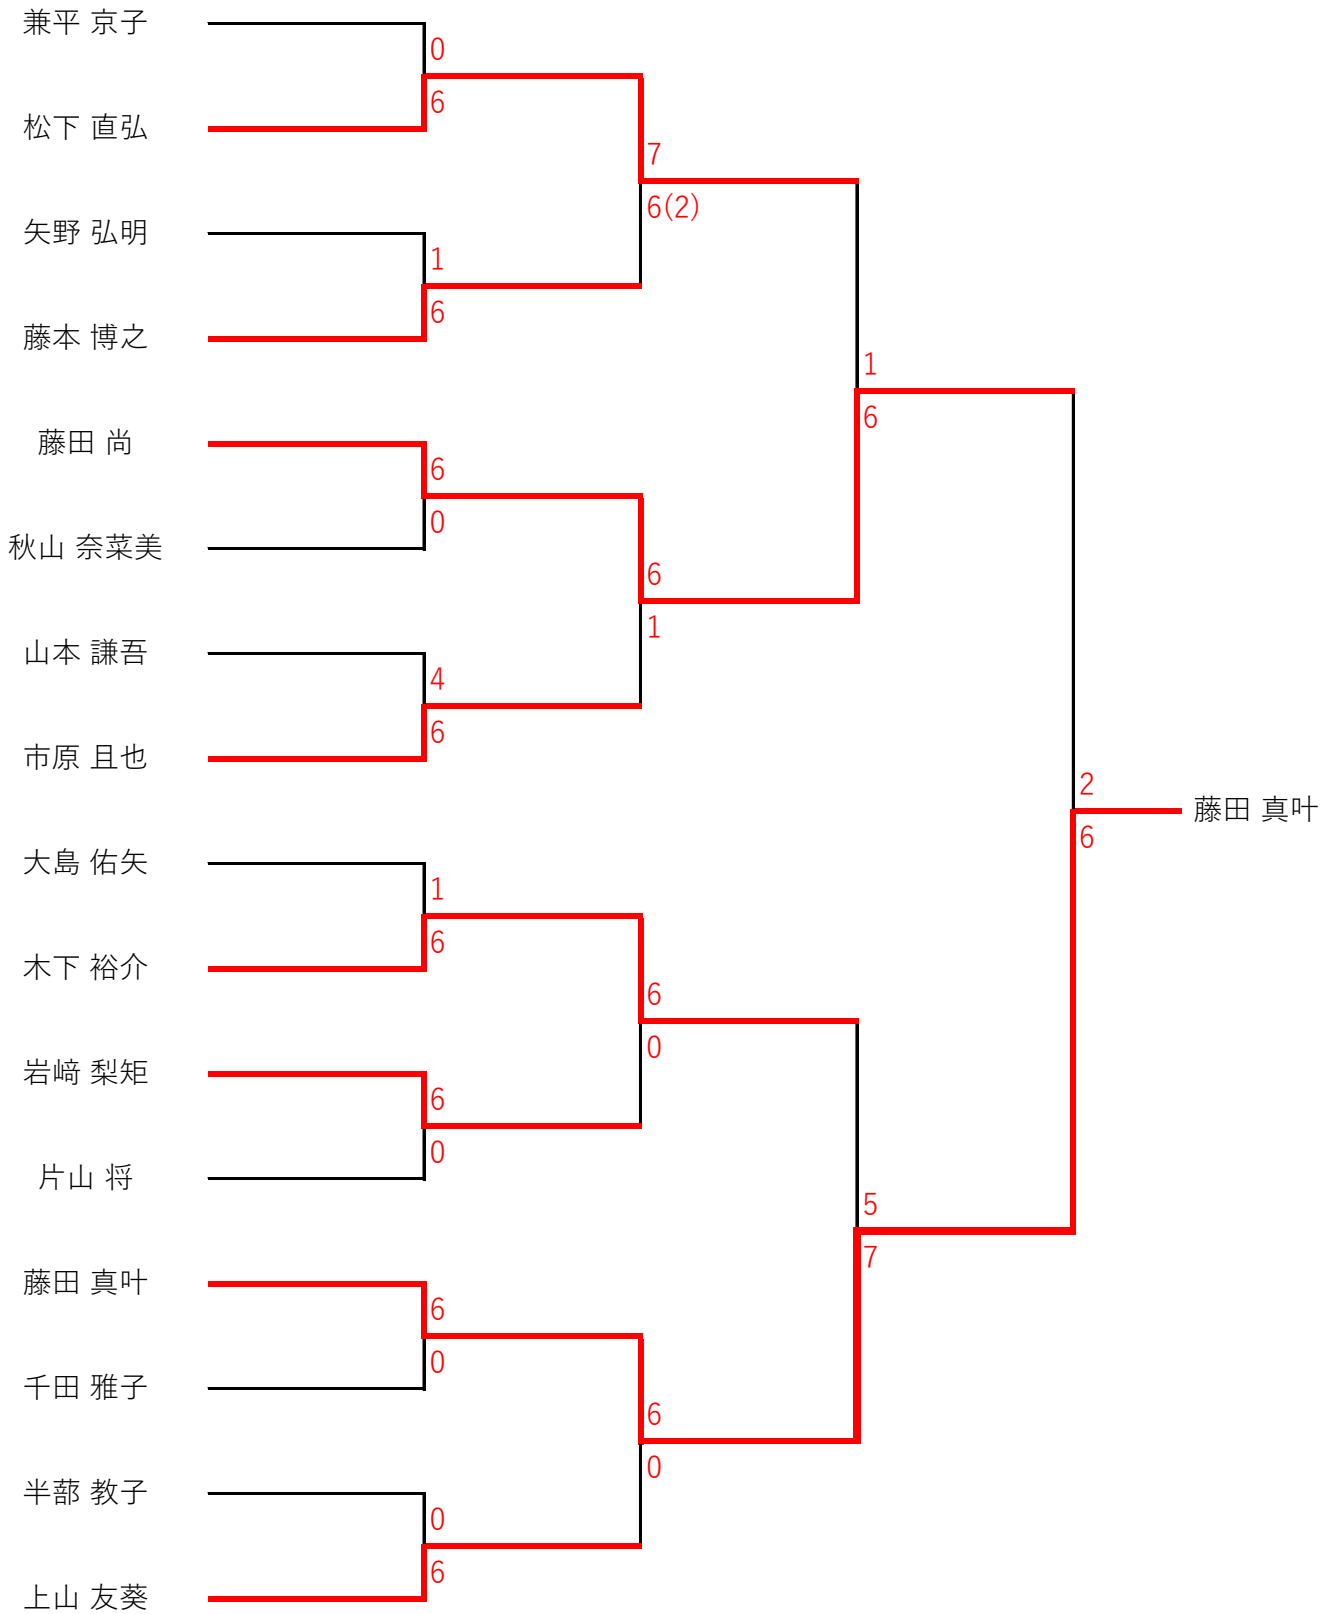 兼平 京子
0
6
松下 直弘
7
6(2)
矢野 弘明
1
6
藤本 博之
1
6
藤田 尚
6
0
秋山 奈菜美
6
1
山本 謙吾
4
6
市原 且也
2
6
藤田 真叶
大島 佑矢
1
6
木下 裕介
6
0
岩﨑 梨矩
6
0
片山 将
5
7
藤田 真叶
6
0
千田 雅子
6
0
半蔀 教子
0
6
上山 友葵